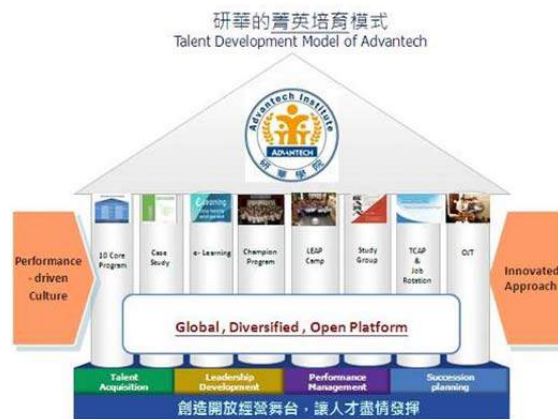 研華的菁英培育模式
Talent Development Model of Advantech
Advantech Institute
ADVANTECH
研華學院
Performance
- driven
Culture
10 Core
Program
Case
Study
e- Learning
Champion
Program
LEAP
Camp
Study
Group
TCAP
&
Job
Rotation
OJT
Innovated
Approach
Global , Diversified , Open Platform
Talent
Acquisition
Leadership
Development
Performance
Management
Succession
planning
創造開放經營舞台，讓人才盡情發揮